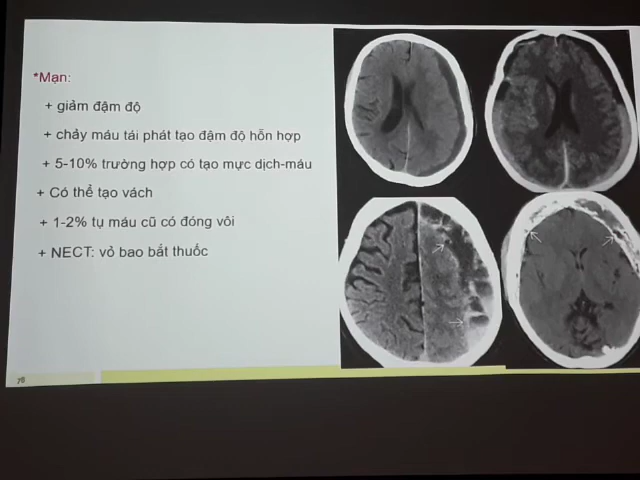 *Mạn:
+ giảm đậm độ
+ chảy máu tái phát tạo đậm độ hỗn hợp
+ 5-10% trường hợp có tạo mực dịch-máu
+ Có thể tạo vách
+ 1-2% tụ máu cũ có đóng vôi
+ NECT: vỏ bao bắt thuốc
78